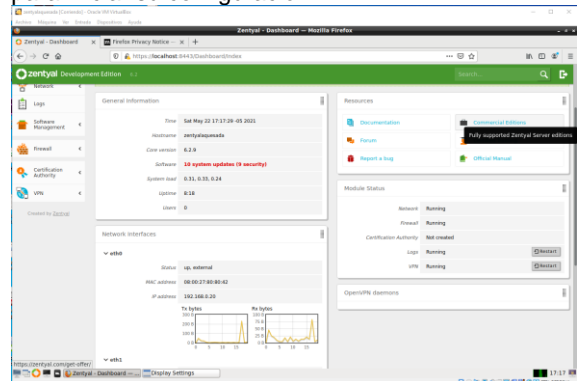 Zentyal - Dashboard — Mozilla Firefox
Zentyal - Dashboard × Firefox Privacy Notice — × +
https://localhost:8443/Dashboard/Index
zentyal Development Edition 6.2
Search...
Network
Logs
Software Management
Firewall
Certification Authority
VPN
Created by Zentyal
General Information
Time Sat May 22 17:17:29 -05 2021
Hostname zentyalaquesada
Core version 6.2.9
Software 10 system updates (9 security)
System load 0.31, 0.33, 0.24
Uptime 8:18
Users 0
Network Interfaces
eth0
Status up, external
MAC address 08:00:27:80:80:42
IP address 192.168.0.20
Tx bytes Rx bytes
eth1
Resources
Documentation
Commercial Editions
Fully supported Zentyal Server editions
Forum
Report a bug
Official Manual
Module Status
Network Running
Firewall Running
Certification Authority Not created
Logs Running Restart
VPN Running Restart
OpenVPN daemons
https://zentyal.com/get-offer/
Zentyal - Dashboard — ... Display Settings
17:17